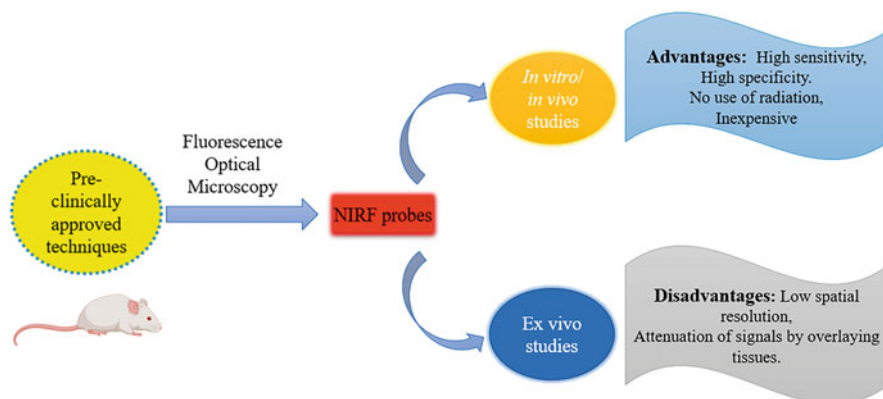 Pre-
clinically
approved
techniques
Fluorescence
Optical
Microscopy
NIRF probes
In vitro/
in vivo
studies
Advantages: High sensitivity,
High specificity.
No use of radiation,
Inexpensive
Ex vivo
studies
Disadvantages: Low spatial
resolution,
Attenuation of signals by overlaying
tissues.